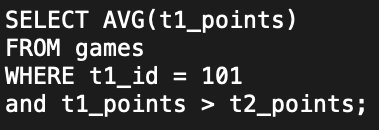 SELECT AVG(t1_points)
FROM games
WHERE t1_id = 101
and t1_points > t2_points;